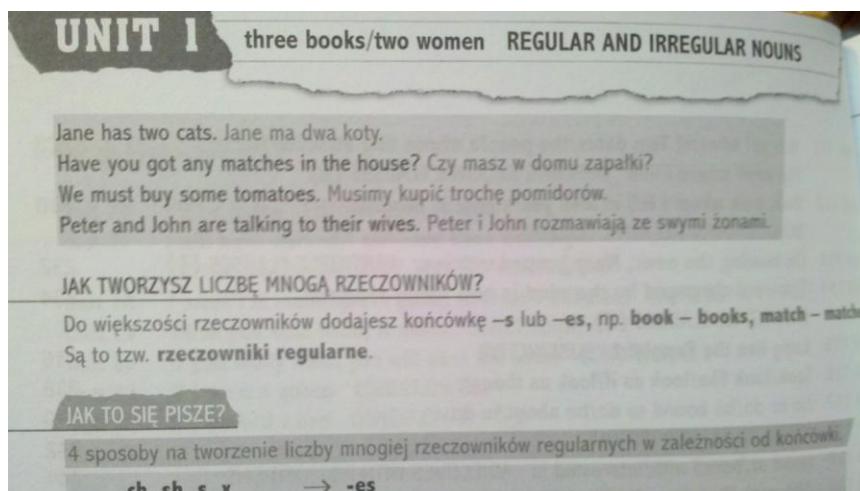 UNIT 1 three books/two women REGULAR AND IRREGULAR NOUNS
Jane has two cats. Jane ma dwa koty.
Have you got any matches in the house? Czy masz w domu zapałki?
We must buy some tomatoes. Musimy kupić trochę pomidorów.
Peter and John are talking to their wives. Peter i John rozmawiają ze swymi żonami.
JAK TWORZYSZ LICZBĘ MNOGĄ RZECZOWNIKÓW?
Do większości rzeczowników dodajesz końcówkę –s lub –es, np. book – books, match – matche
Są to tzw. rzeczowniki regularne.
JAK TO SIĘ PISZE?
4 sposoby na tworzenie liczby mnogiej rzeczowników regularnych w zależności od końcówki.
ch, sh, s, x → -es